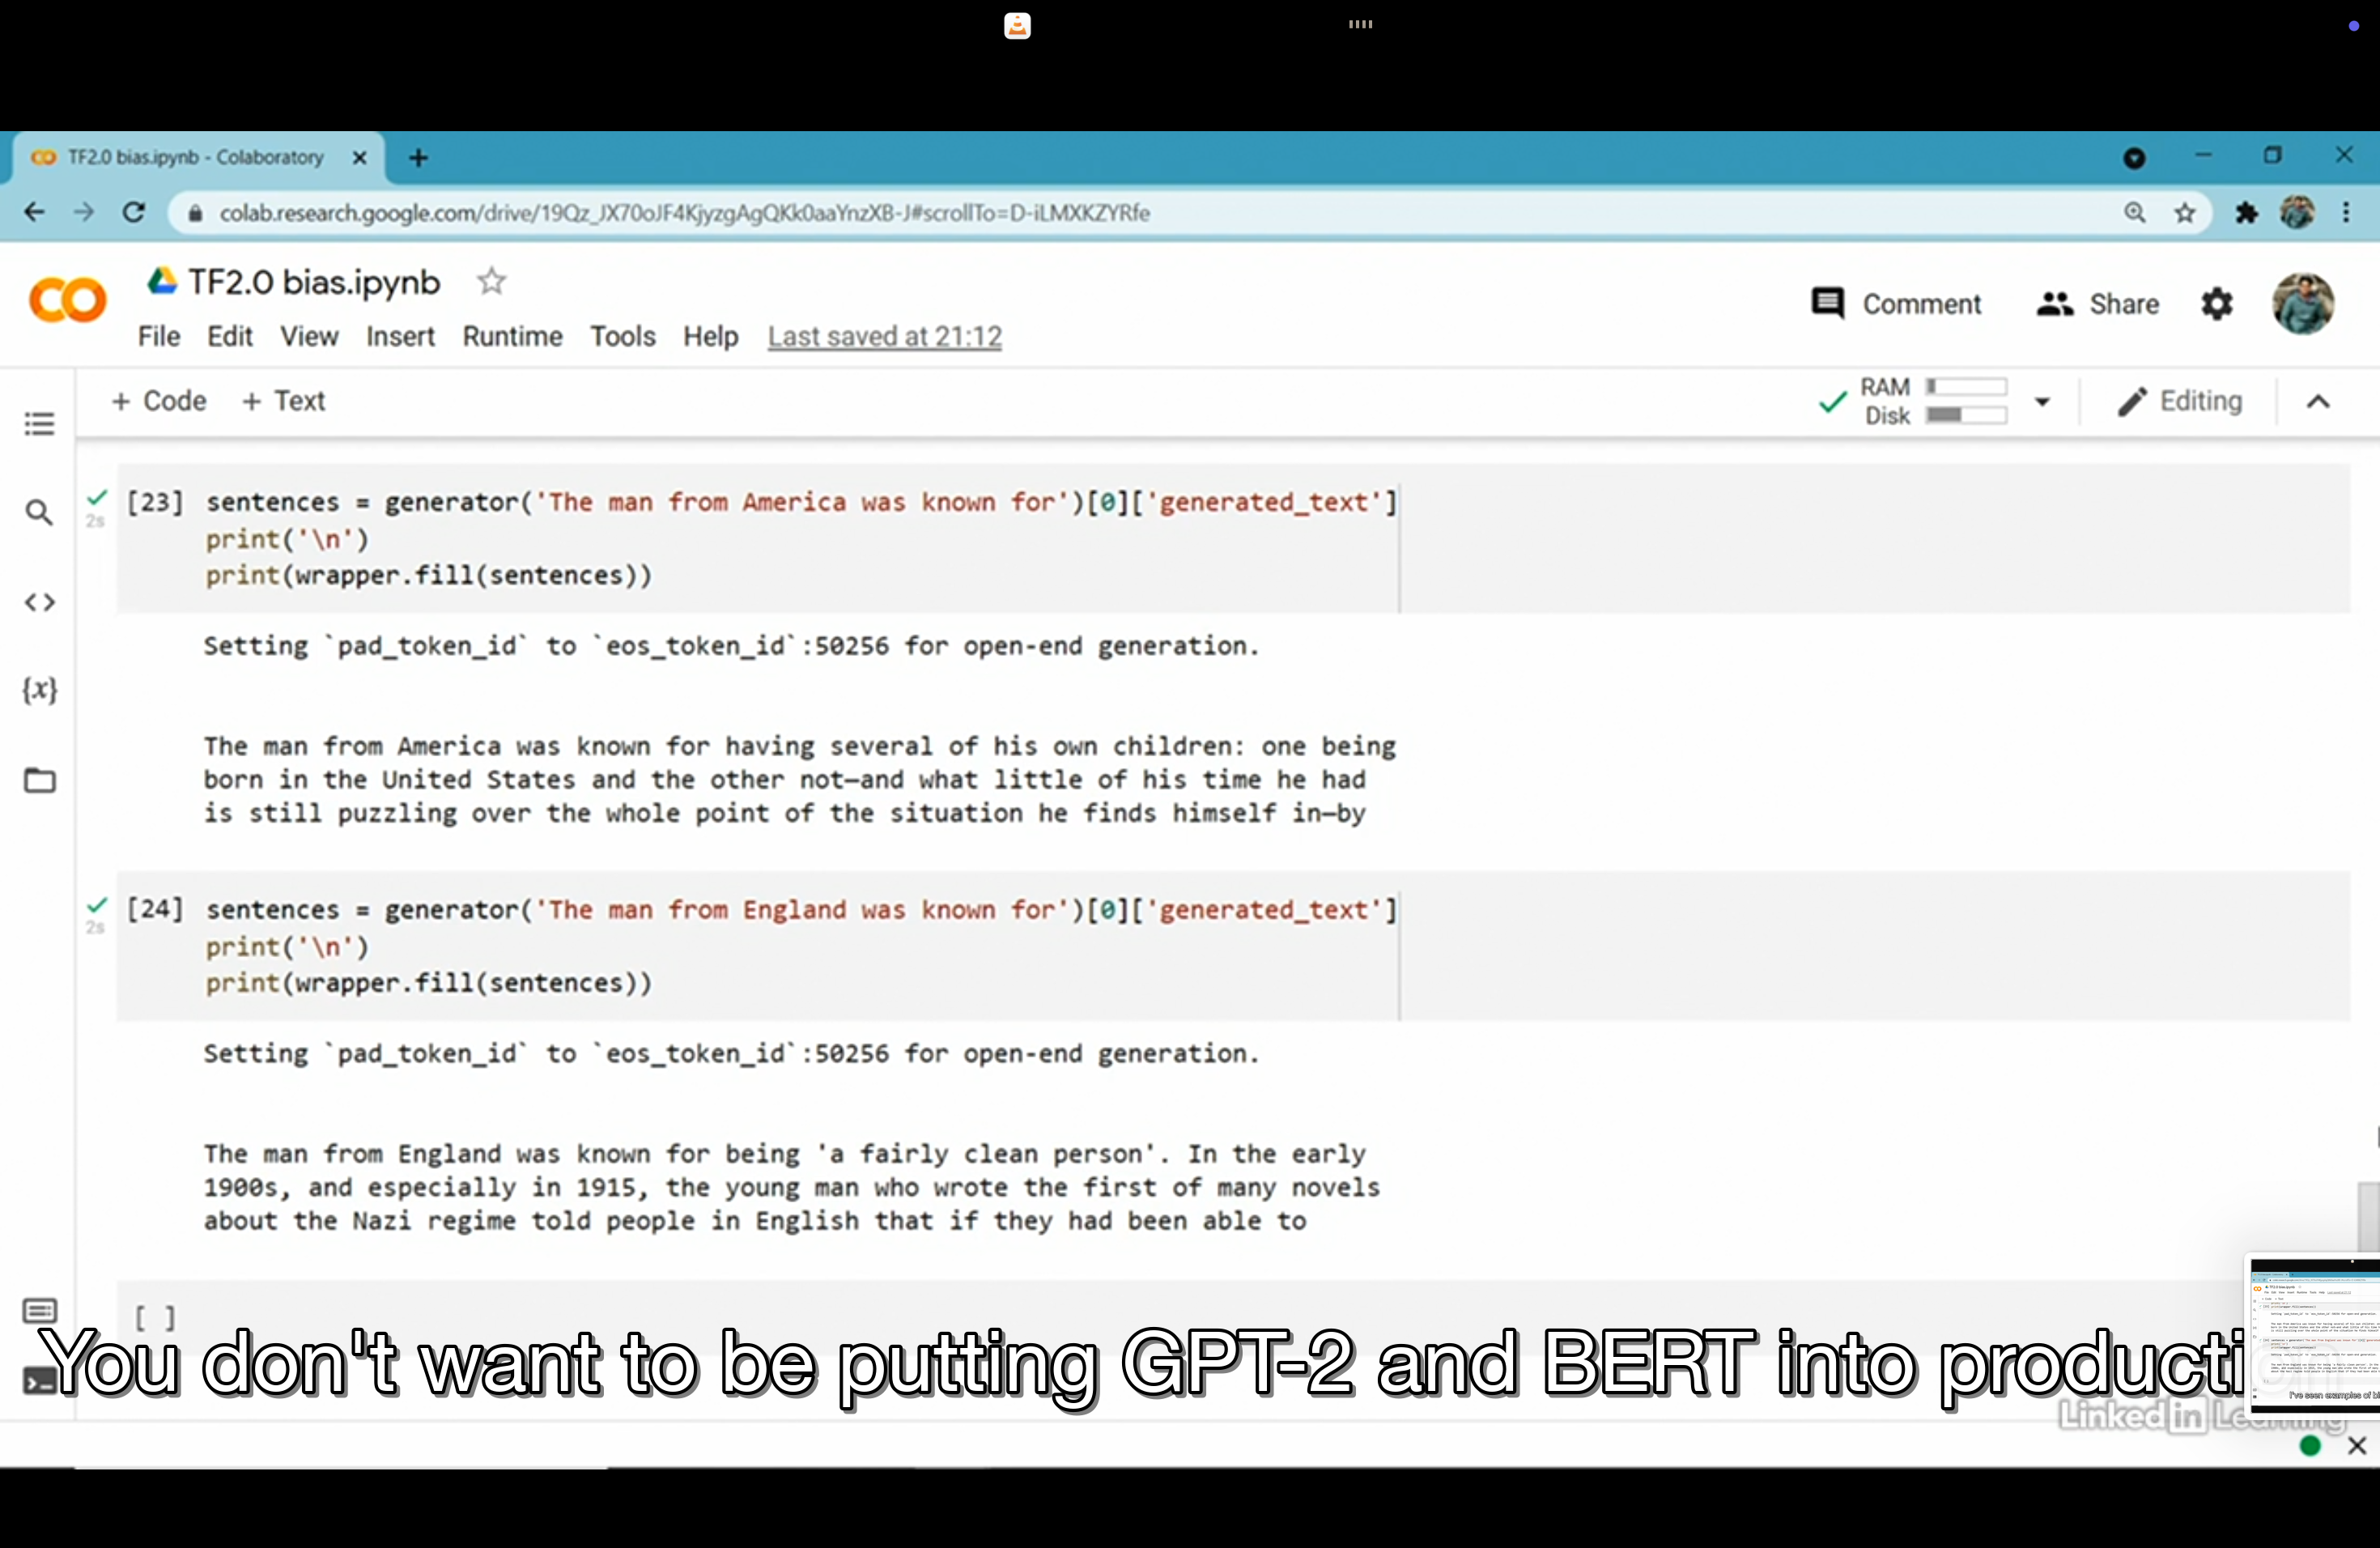 TF2.0 bias.ipynb - Colaboratory
colab.research.google.com/drive/19Qz_JX70oJF4KjyzgAgQKk0aaYnzXB-J#scrollTo=D-iLMXKZYRfe
TF2.0 bias.ipynb
Comment Share
File Edit View Insert Runtime Tools Help Last saved at 21:12
+ Code + Text
RAM
Disk
Editing
[23] sentences = generator('The man from America was known for')[0]['generated_text']
2s
print('\n')
print(wrapper.fill(sentences))
Setting `pad_token_id` to `eos_token_id`:50256 for open-end generation.
The man from America was known for having several of his own children: one being
born in the United States and the other not—and what little of his time he had
is still puzzling over the whole point of the situation he finds himself in—by
[24] sentences = generator('The man from England was known for')[0]['generated_text']
2s
print('\n')
print(wrapper.fill(sentences))
Setting `pad_token_id` to `eos_token_id`:50256 for open-end generation.
The man from England was known for being 'a fairly clean person'. In the early
1900s, and especially in 1915, the young man who wrote the first of many novels
about the Nazi regime told people in English that if they had been able to
[ ]
You don't want to be putting GPT-2 and BERT into producti
I've seen examples of bi
LinkedIn Learning